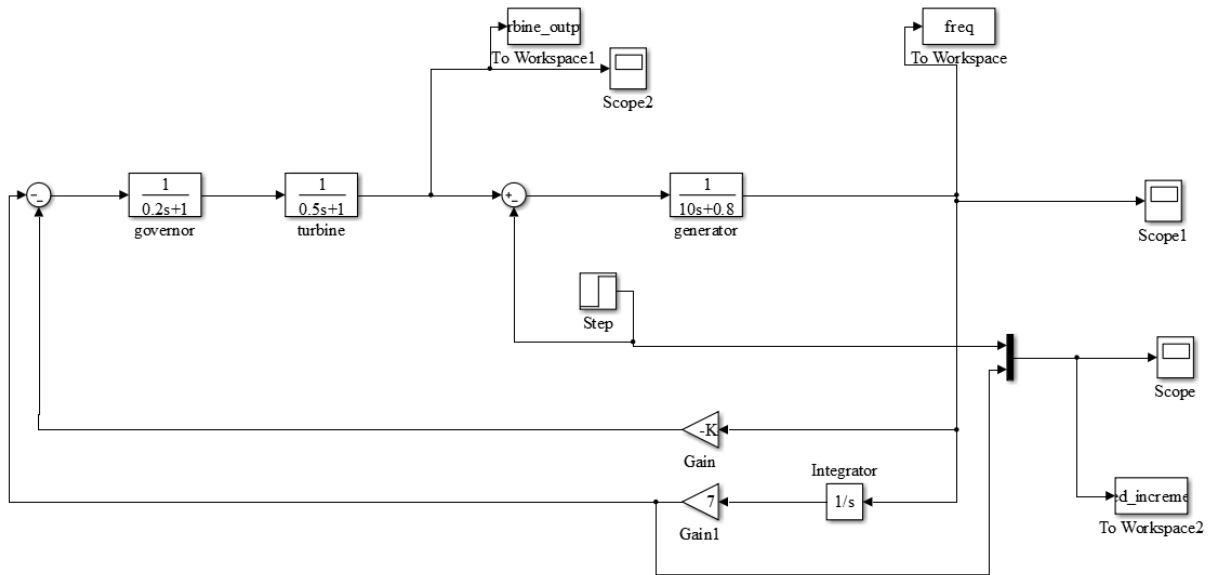 rbine_outp
To Workspace1
Scope2
freq
To Workspace
1
0.2s+1
governor
1
0.5s+1
turbine
1
10s+0.8
generator
Scope1
Step
Scope
-K
Gain
Integrator
1/s
7
Gain1
d_increme
To Workspace2